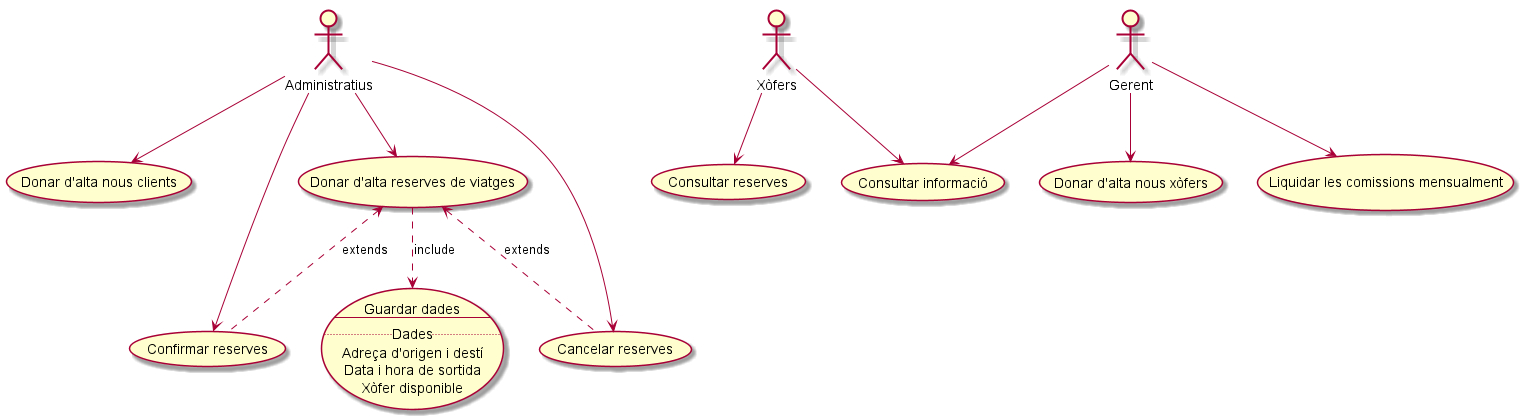 Administratius
Xòfers
Gerent
Donar d'alta nous clients
Donar d'alta reserves de viatges
Consultar reserves
Consultar informació
Donar d'alta nous xòfers
Liquidar les comissions mensualment
extends
include
extends
Confirmar reserves
Guardar dades
Dades
Adreça d'origen i destí
Data i hora de sortida
Xòfer disponible
Cancelar reserves